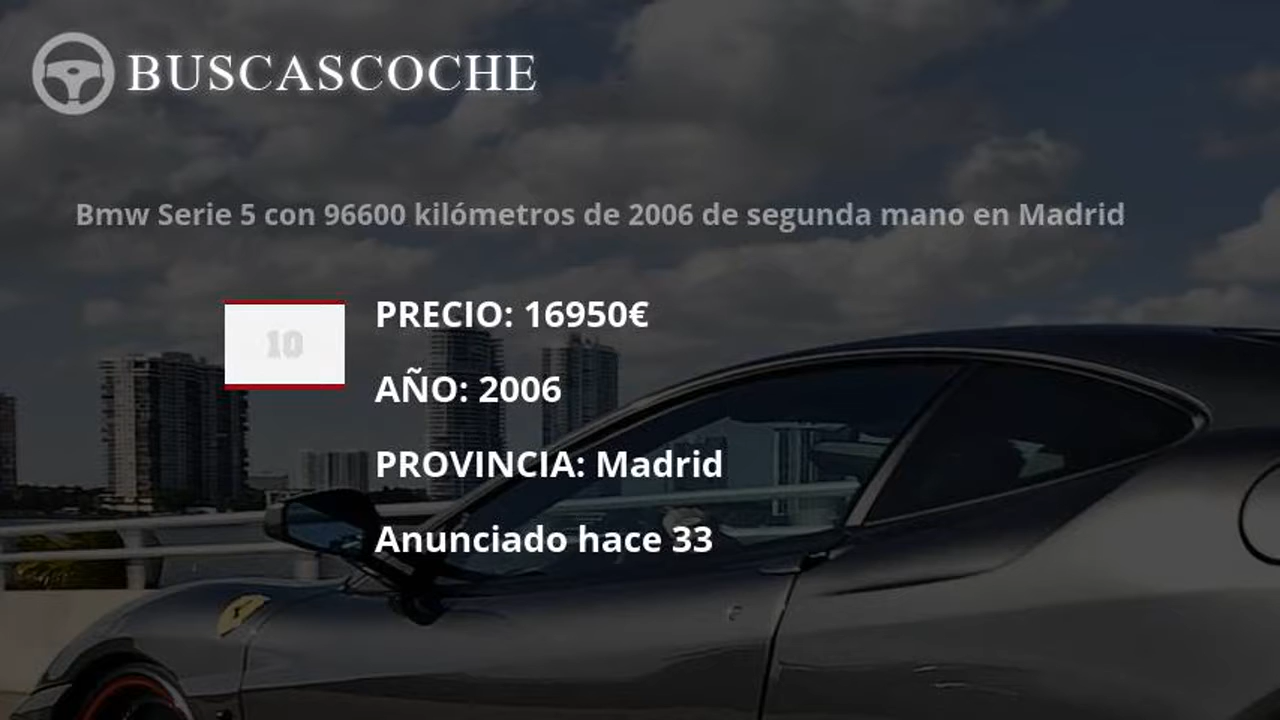 BUSCASCOCHE
Bmw Serie 5 con 96600 kilómetros de 2006 de segunda mano en Madrid
10
PRECIO: 16950€
AÑO: 2006
PROVINCIA: Madrid
Anunciado hace 33